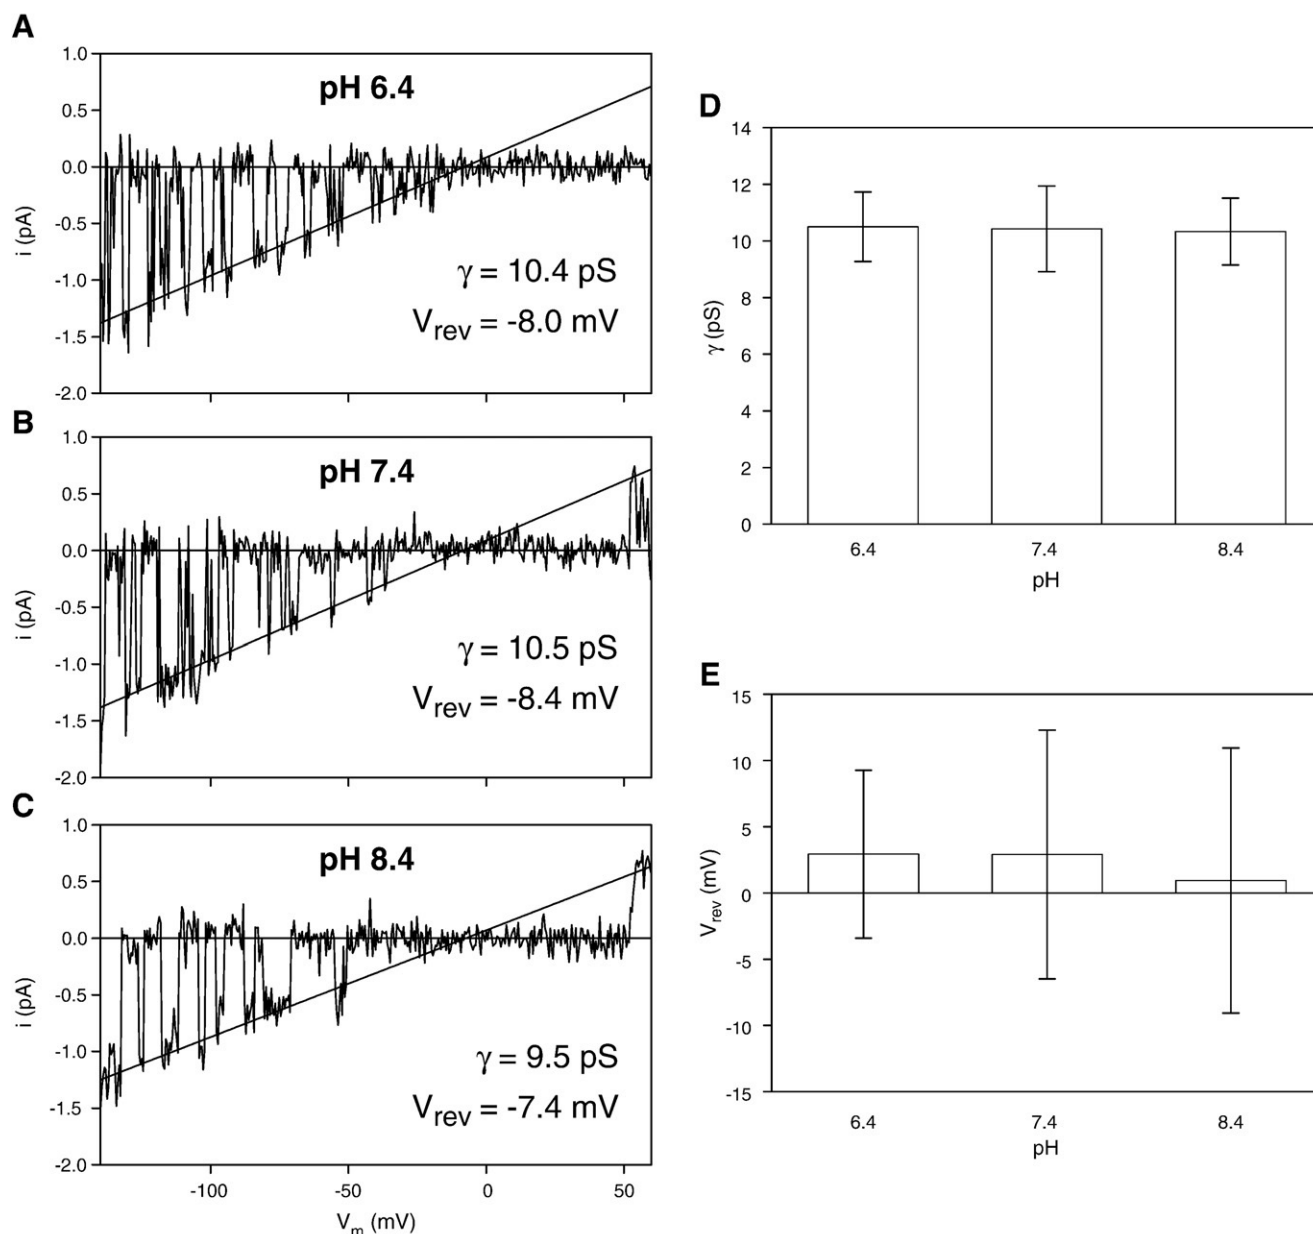 A
pH 6.4
1.0
0.5
0.0
-0.5
-1.0
-1.5
-2.0
i (pA)
γ = 10.4 pS
Vrev = -8.0 mV
B
pH 7.4
1.0
0.5
0.0
-0.5
-1.0
-1.5
-2.0
i (pA)
γ = 10.5 pS
Vrev = -8.4 mV
C
pH 8.4
1.0
0.5
0.0
-0.5
-1.0
-1.5
-2.0
i (pA)
γ = 9.5 pS
Vrev = -7.4 mV
-100 -50 0 50
Vm (mV)
D
14
12
10
8
6
4
2
0
γ (pS)
6.4 7.4 8.4
pH
E
15
10
5
0
-5
-10
-15
Vrev (mV)
6.4 7.4 8.4
pH